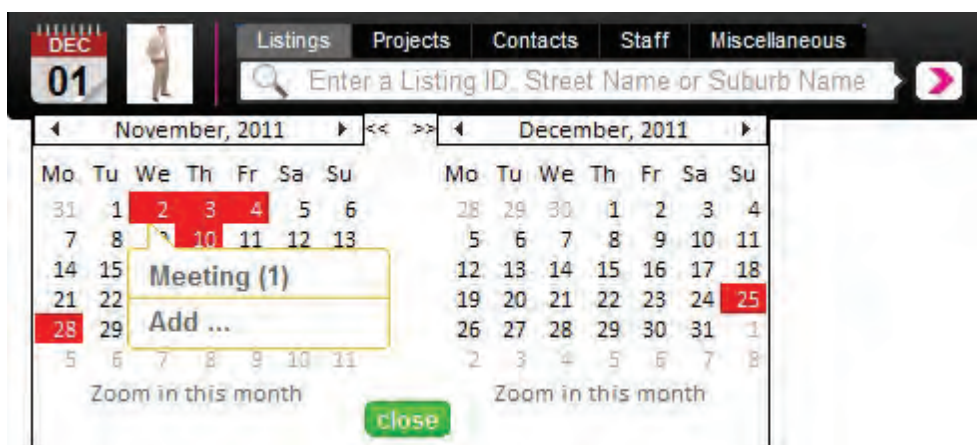 DEC
01
Listings Projects Contacts Staff Miscellaneous
Enter a Listing ID, Street Name or Suburb Name
November, 2011 << >> December, 2011
Mo Tu We Th Fr Sa Su Mo Tu We Th Fr Sa Su
31 1 2 3 4 5 6 28 29 30 1 2 3 4
7 8 10 11 12 13 5 6 7 8 9 10 11
14 15 12 13 14 15 16 17 18
Meeting (1)
21 22 19 20 21 22 23 24 25
Add ...
28 29 26 27 28 29 30 31 1
5 6 7 8 9 10 11 2 3 4 5 6 7 8
Zoom in this month Zoom in this month
close